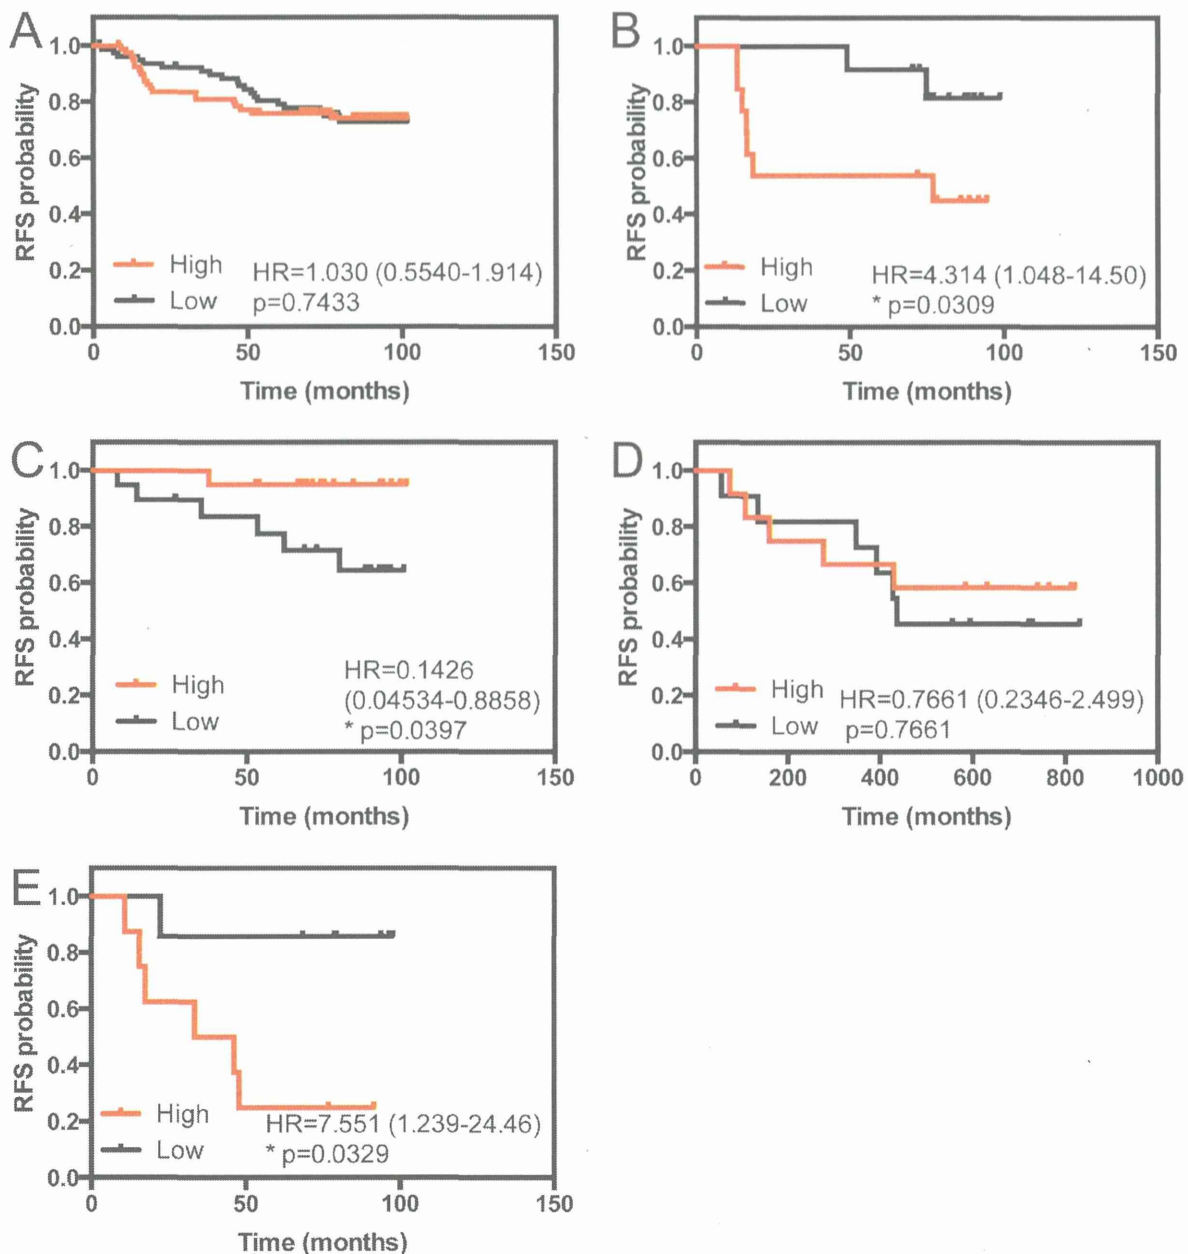 A
RFS probability
1.0
0.8
0.6
0.4
0.2
0.0
High
Low
HR=1.030 (0.5540-1.914)
p=0.7433
0 50 100 150
Time (months)
B
RFS probability
1.0
0.8
0.6
0.4
0.2
0.0
High
Low
HR=4.314 (1.048-14.50)
* p=0.0309
0 50 100 150
Time (months)
C
RFS probability
1.0
0.8
0.6
0.4
0.2
0.0
High
Low
HR=0.1426
(0.04534-0.8858)
* p=0.0397
0 50 100 150
Time (months)
D
RFS probability
1.0
0.8
0.6
0.4
0.2
0.0
High
Low
HR=0.7661 (0.2346-2.499)
p=0.7661
0 200 400 600 800 1000
Time (months)
E
RFS probability
1.0
0.8
0.6
0.4
0.2
0.0
High
Low
HR=7.551 (1.239-24.46)
* p=0.0329
0 50 100 150
Time (months)